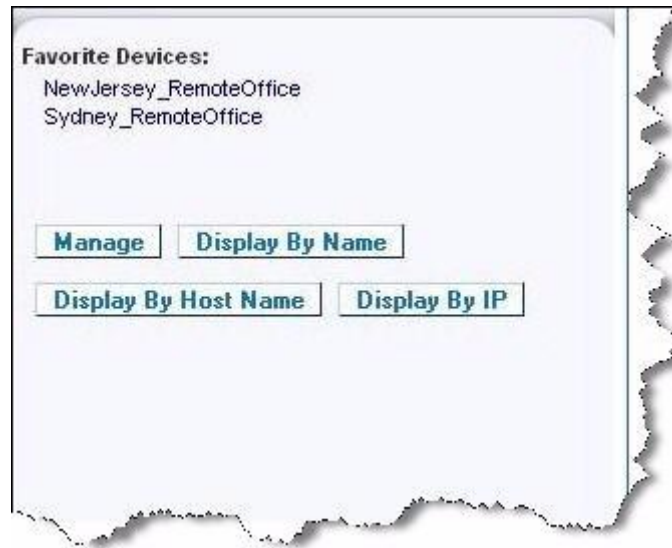 Favorite Devices:
NewJersey_RemoteOffice
Sydney_RemoteOffice
Manage Display By Name
Display By Host Name Display By IP